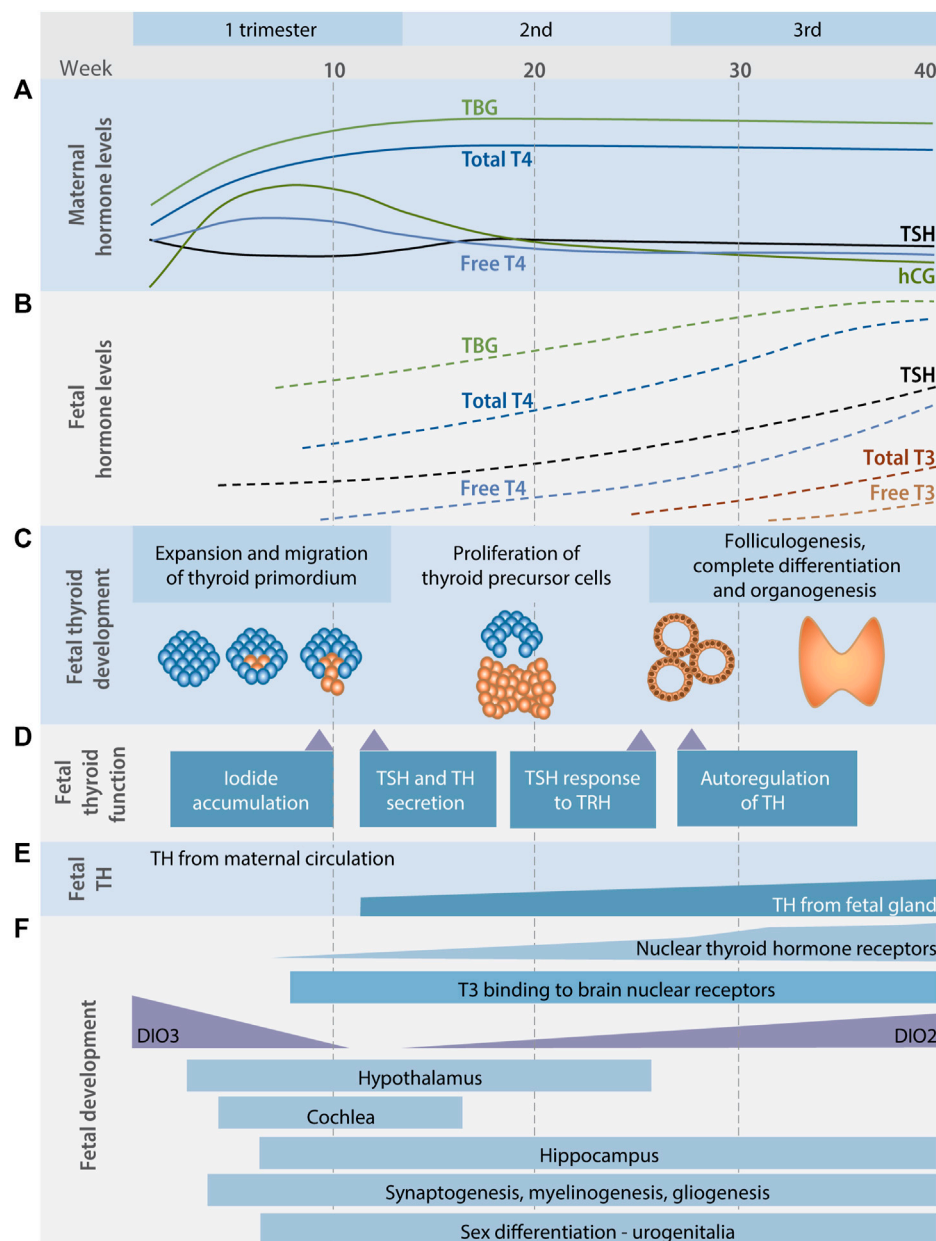 1 trimester
2nd
3rd
Week
10
20
30
40
A
Maternal
hormone levels
TBG
Total T4
TSH
Free T4
hCG
B
Fetal
hormone levels
TBG
Total T4
TSH
Free T4
Total T3
Free T3
C
Fetal thyroid
development
Expansion and migration
of thyroid primordium
Proliferation of
thyroid precursor cells
Folliculogenesis,
complete differentiation
and organogenesis
D
Fetal
thyroid
function
Iodide
accumulation
TSH and TH
secretion
TSH response
to TRH
Autoregulation
of TH
E
Fetal
TH
TH from maternal circulation
TH from fetal gland
F
Fetal development
Nuclear thyroid hormone receptors
T3 binding to brain nuclear receptors
DIO3
DIO2
Hypothalamus
Cochlea
Hippocampus
Synaptogenesis, myelinogenesis, gliogenesis
Sex differentiation - urogenitalia